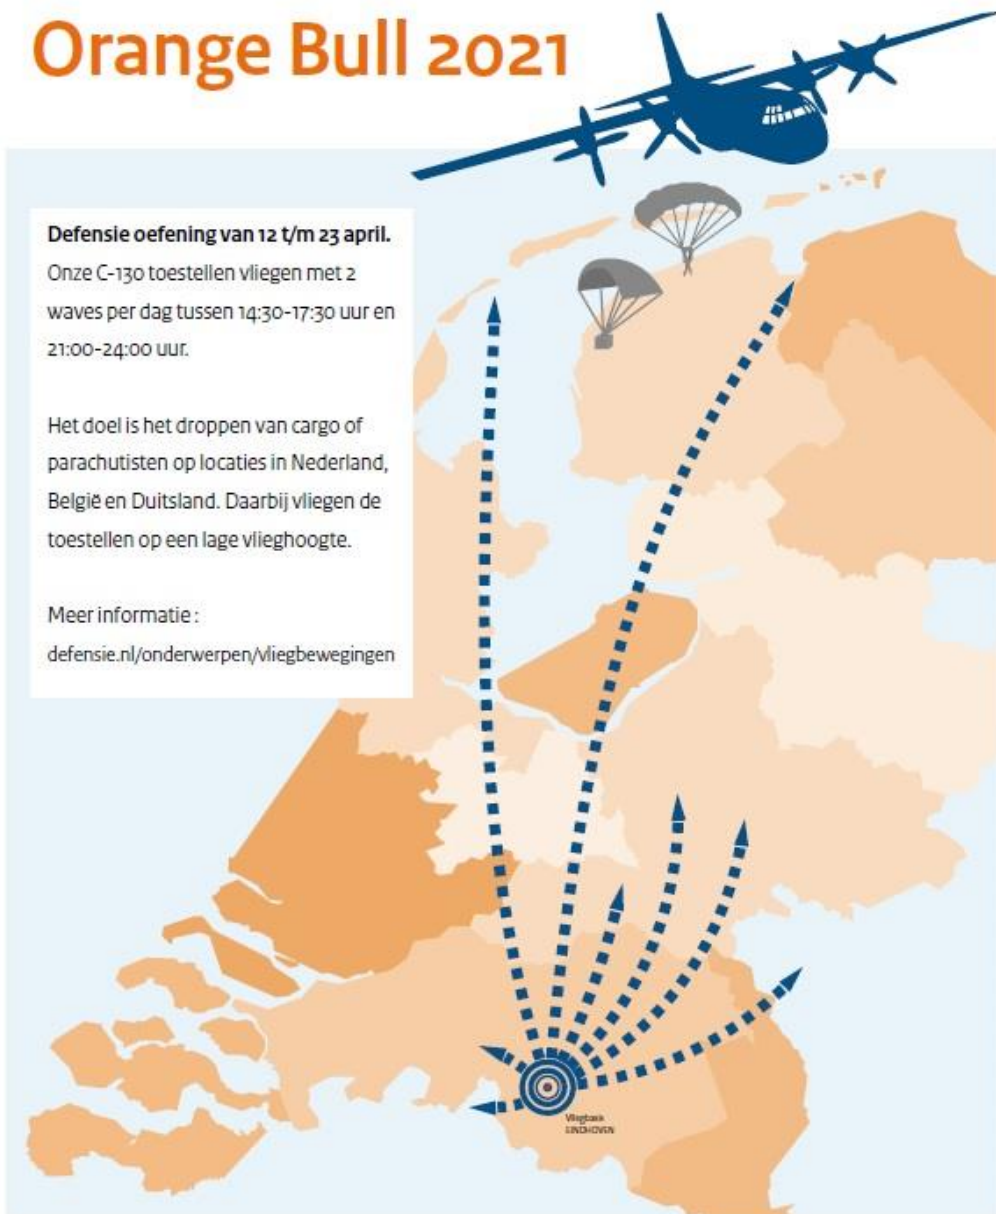 Orange Bull 2021
Defensie oefening van 12 t/m 23 april.
Onze C-130 toestellen vliegen met 2
waves per dag tussen 14:30-17:30 uur en
21:00-24:00 uur.
Het doel is het droppen van cargo of
parachutisten op locaties in Nederland,
België en Duitsland. Daarbij vliegen de
toestellen op een lage vlieghoogte.
Meer informatie :
defensie.nl/onderwerpen/vliegbewegingen
Vliegbasis
EINDHOVEN